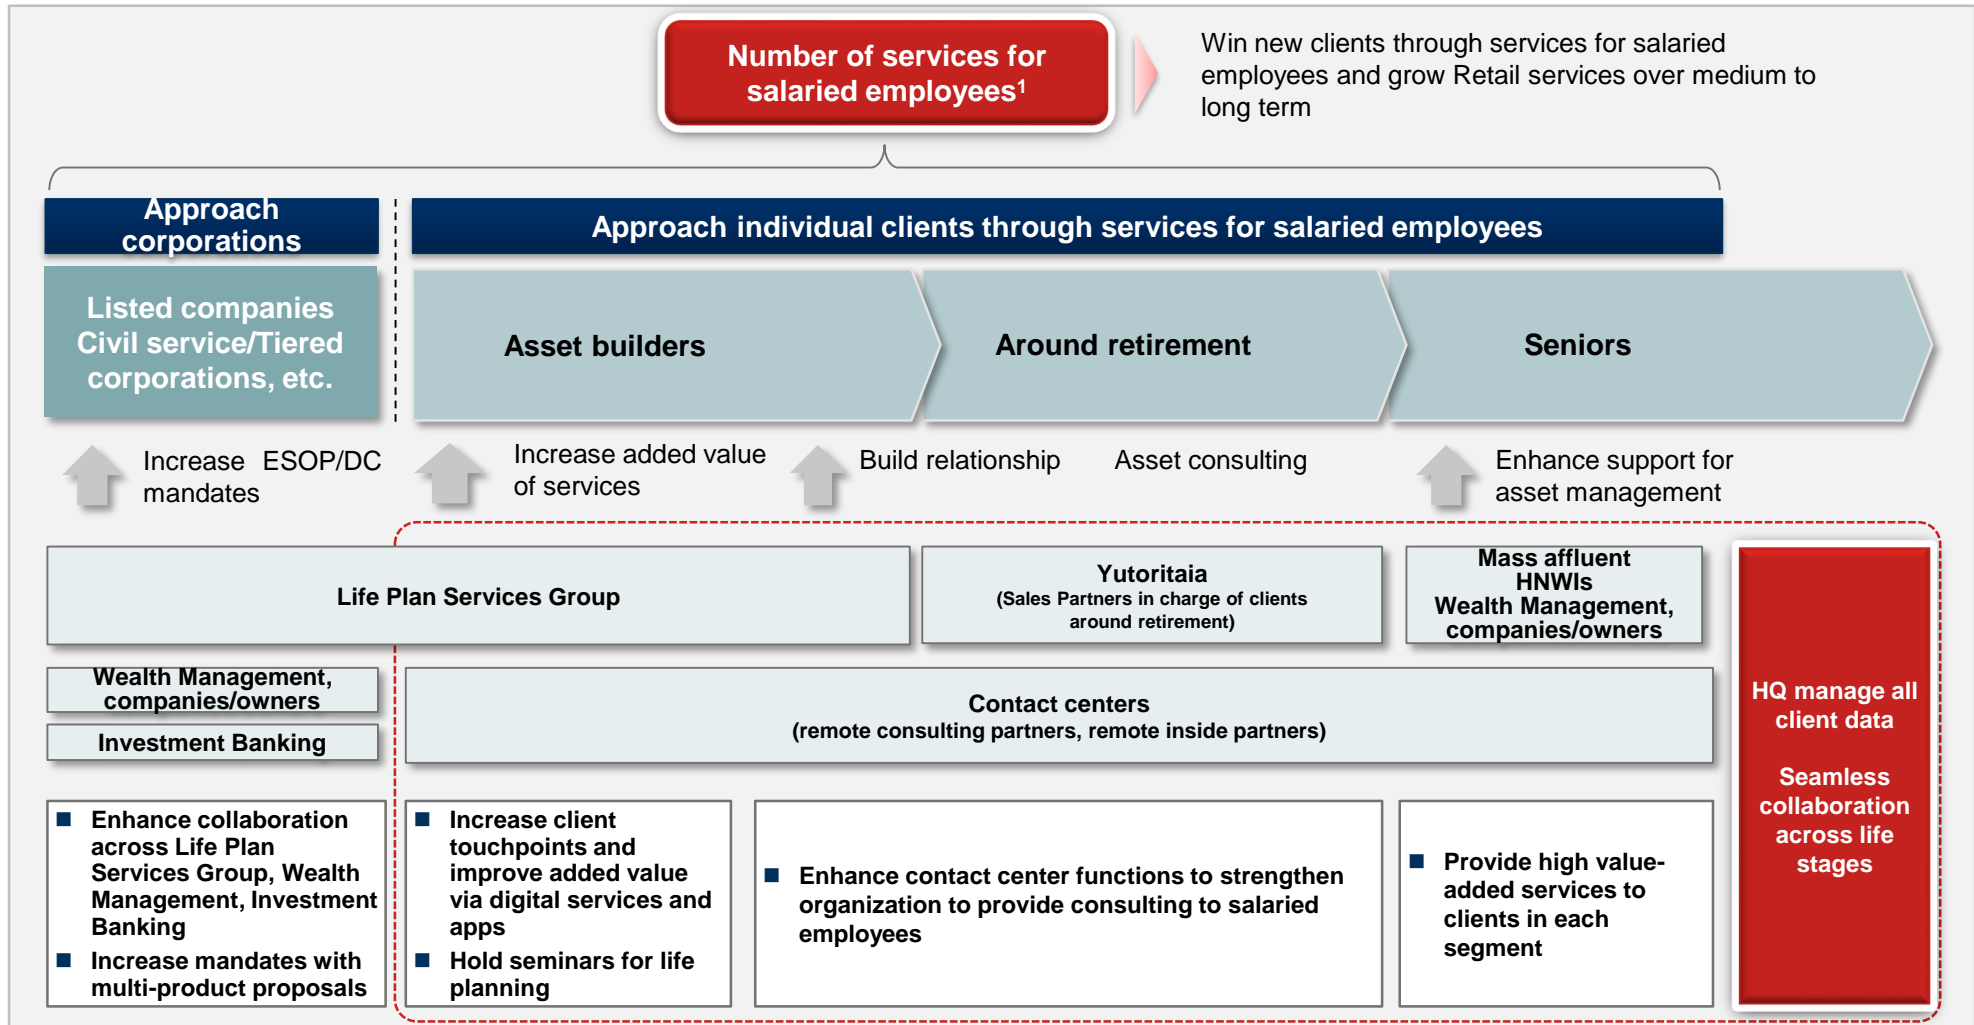 Number of services for
salaried employees1
Win new clients through services for salaried
employees and grow Retail services over medium to
long term
Approach
corporations
Approach individual clients through services for salaried employees
Listed companies
Civil service/Tiered
corporations, etc.
Asset builders
Around retirement
Seniors
Increase ESOP/DC
mandates
Increase added value
of services
Build relationship
Asset consulting
Enhance support for
asset management
Life Plan Services Group
Yutoritaia
(Sales Partners in charge of clients
around retirement)
Mass affluent
HNWIs
Wealth Management,
companies/owners
Wealth Management,
companies/owners
Investment Banking
Contact centers
(remote consulting partners, remote inside partners)
HQ manage all
client data
Seamless
collaboration
across life
stages
Enhance collaboration
across Life Plan
Services Group, Wealth
Management, Investment
Banking
Increase mandates with
multi-product proposals
Increase client
touchpoints and
improve added value
via digital services and
apps
Hold seminars for life
planning
Enhance contact center functions to strengthen
organization to provide consulting to salaried
employees
Provide high value-
added services to
clients in each
segment